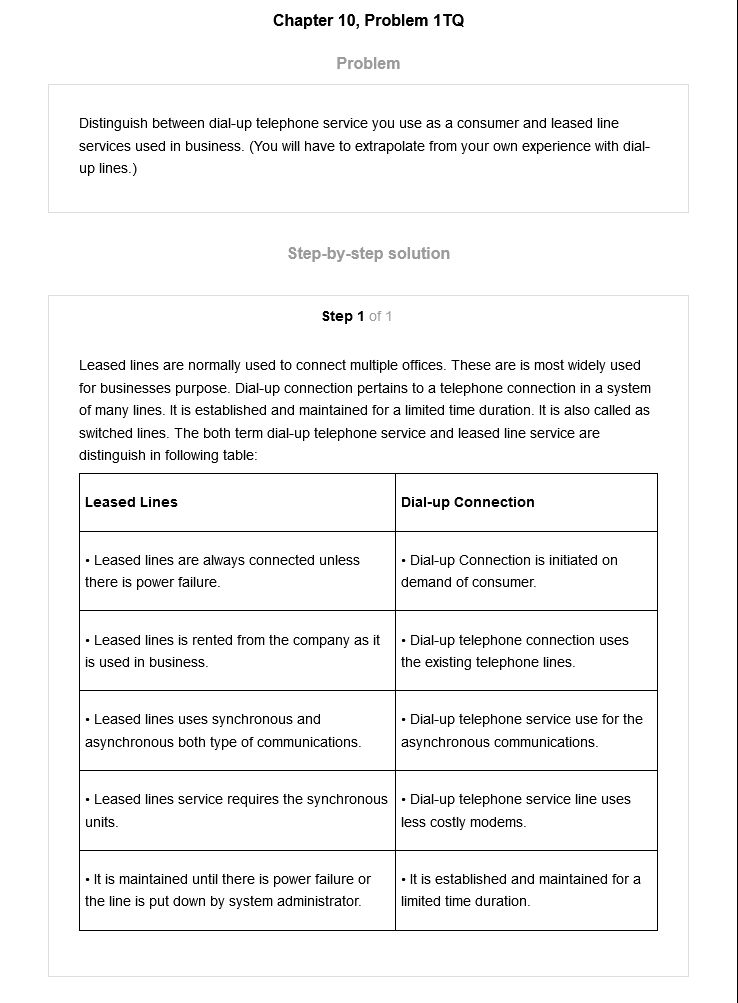 Chapter 10, Problem 1TQ
Problem
Distinguish between dial-up telephone service you use as a consumer and leased line
services used in business. (You will have to extrapolate from your own experience with dial-
up lines.)
Step-by-step solution
Step 1 of 1
Leased lines are normally used to connect multiple offices. These are is most widely used
for businesses purpose. Dial-up connection pertains to a telephone connection in a system
of many lines. It is established and maintained for a limited time duration. It is also called as
switched lines. The both term dial-up telephone service and leased line service are
distinguish in following table:
Leased Lines
Dial-up Connection
• Leased lines are always connected unless
there is power failure.
• Dial-up Connection is initiated on
demand of consumer.
• Leased lines is rented from the company as it
is used in business.
• Dial-up telephone connection uses
the existing telephone lines.
• Leased lines uses synchronous and
asynchronous both type of communications.
• Dial-up telephone service use for the
asynchronous communications.
• Leased lines service requires the synchronous
units.
• Dial-up telephone service line uses
less costly modems.
• It is maintained until there is power failure or
the line is put down by system administrator.
• It is established and maintained for a
limited time duration.